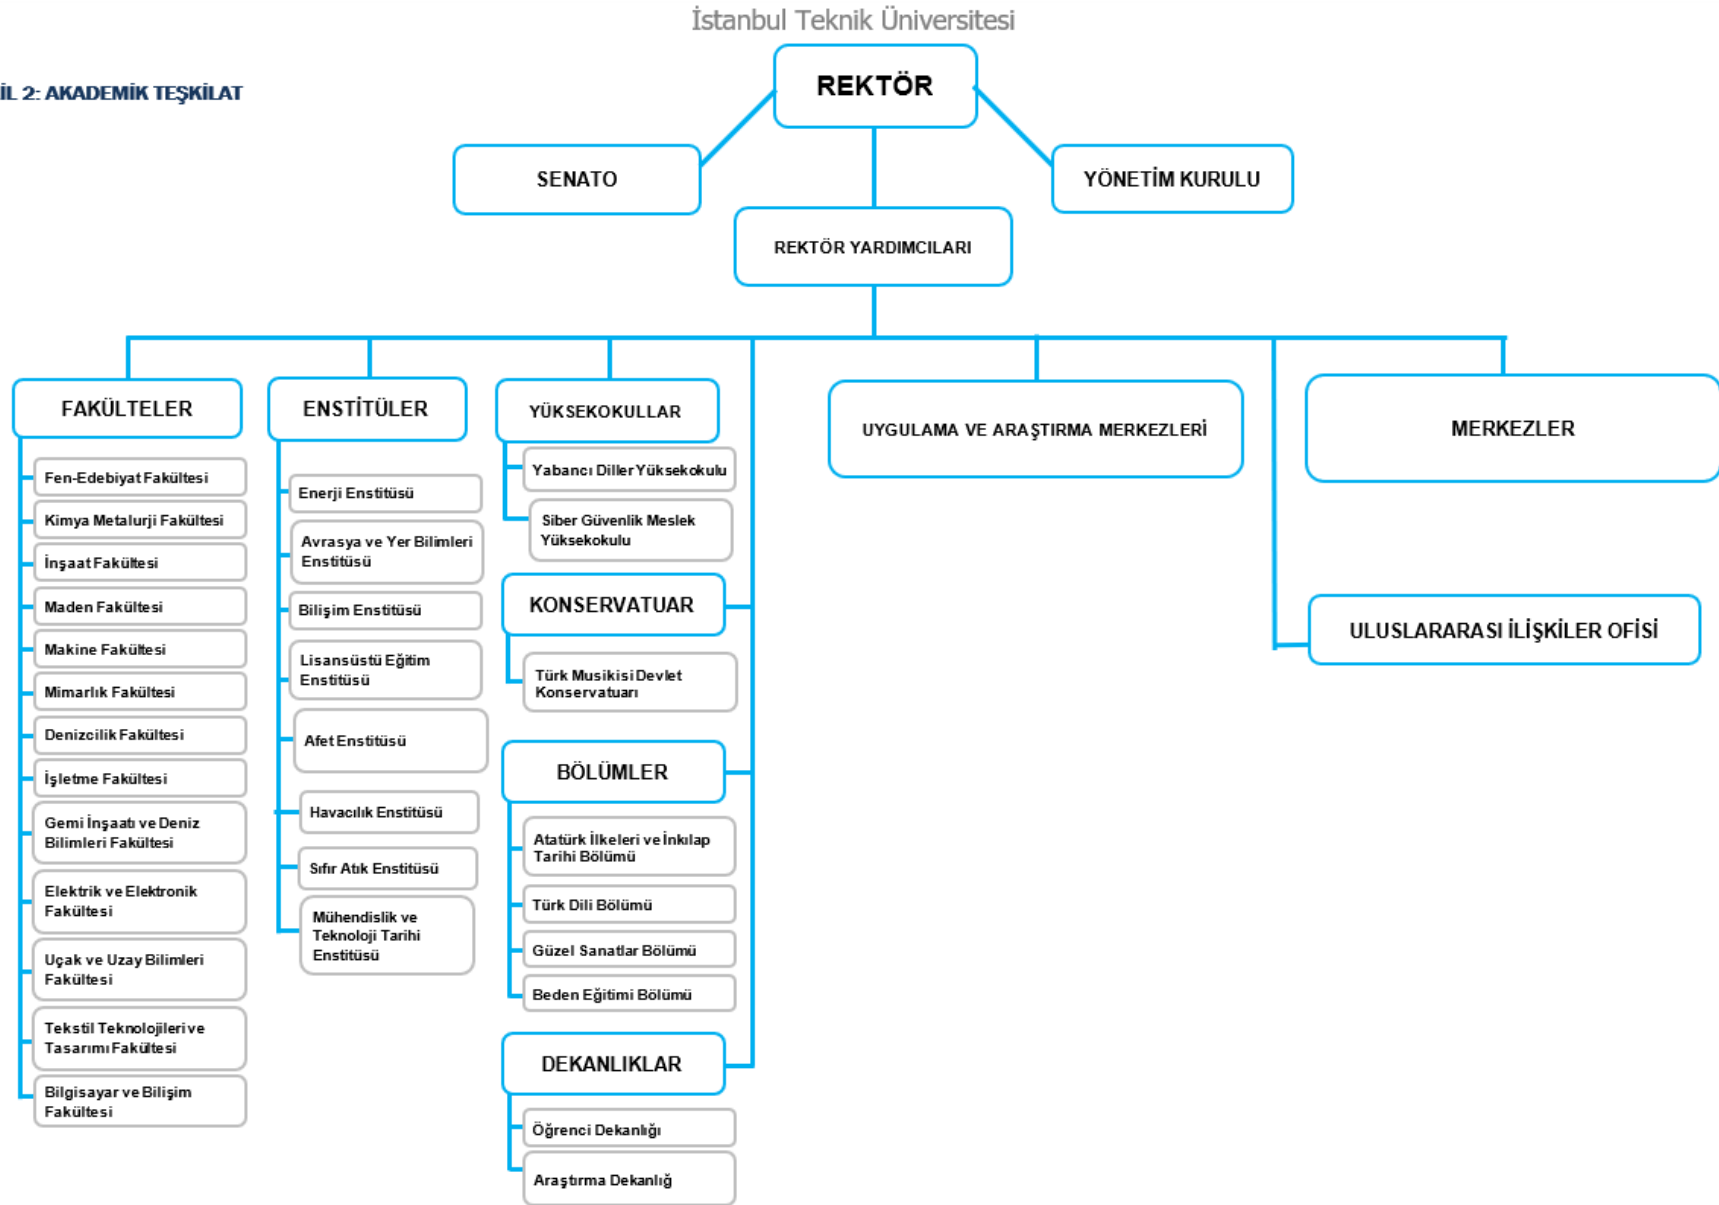 İstanbul Teknik Üniversitesi
İL 2: AKADEMİK TEŞKİLAT
REKTÖR
SENATO
YÖNETİM KURULU
REKTÖR YARDIMCILARI
FAKÜLTELER
Fen-Edebiyat Fakültesi
Kimya Metalurji Fakültesi
İnşaat Fakültesi
Maden Fakültesi
Makine Fakültesi
Mimarlık Fakültesi
Denizcilik Fakültesi
İşletme Fakültesi
Gemi İnşaatı ve Deniz
Bilimleri Fakültesi
Elektrik ve Elektronik
Fakültesi
Uçak ve Uzay Bilimleri
Fakültesi
Tekstil Teknolojileri ve
Tasarımı Fakültesi
Bilgisayar ve Bilişim
Fakültesi
ENSTİTÜLER
Enerji Enstitüsü
Avrasya ve Yer Bilimleri
Enstitüsü
Bilişim Enstitüsü
Lisansüstü Eğitim
Enstitüsü
Afet Enstitüsü
Havacılık Enstitüsü
Sıfır Atık Enstitüsü
Mühendislik ve
Teknoloji Tarihi
Enstitüsü
YÜKSEKOKULLAR
Yabancı Diller Yüksekokulu
Siber Güvenlik Meslek
Yüksekokulu
KONSERVATUAR
Türk Musikisi Devlet
Konservatuarı
BÖLÜMLER
Atatürk İlkeleri ve İnkılap
Tarihi Bölümü
Türk Dili Bölümü
Güzel Sanatlar Bölümü
Beden Eğitimi Bölümü
DEKANLIKLAR
Öğrenci Dekanlığı
Araştırma Dekanlığ
UYGULAMA VE ARAŞTIRMA MERKEZLERİ
MERKEZLER
ULUSLARARASI İLİŞKİLER OFİSİ